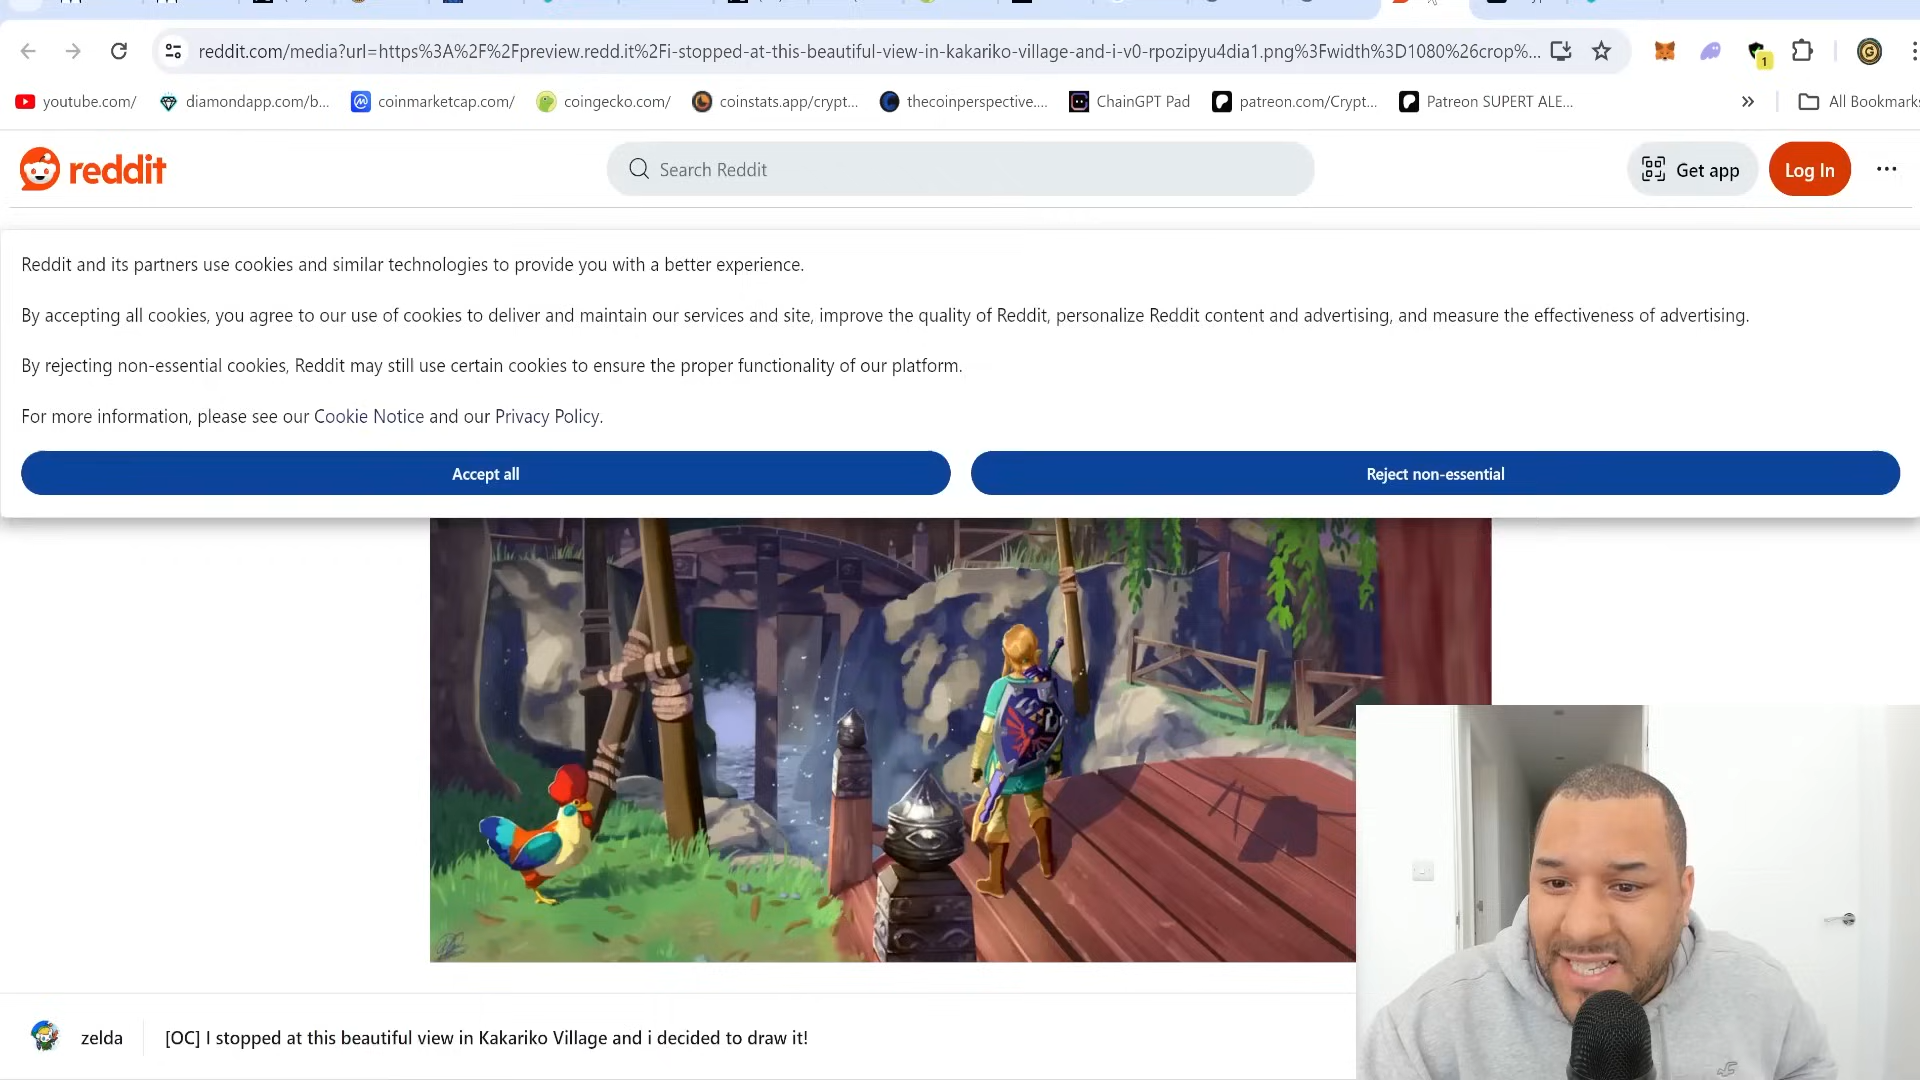 reddit.com/media?url=https%3A%2F%2Fpreview.redd.it%2Fi-stopped-at-this-beautiful-view-in-kakariko-village-and-i-v0-rpozipyu4dia1.png%3Fwidth%3D1080%26crop%...
1
youtube.com/ diamondapp.com/b... coinmarketcap.com/ coingecko.com/ coinstats.app/crypt... thecoinperspective.... ChainGPT Pad patreon.com/Crypt... Patreon SUPERT ALE... » All Bookmarks
reddit Search Reddit Get app Log In
Reddit and its partners use cookies and similar technologies to provide you with a better experience.
By accepting all cookies, you agree to our use of cookies to deliver and maintain our services and site, improve the quality of Reddit, personalize Reddit content and advertising, and measure the effectiveness of advertising.
By rejecting non-essential cookies, Reddit may still use certain cookies to ensure the proper functionality of our platform.
For more information, please see our Cookie Notice and our Privacy Policy.
Accept all Reject non-essential
zelda [OC] I stopped at this beautiful view in Kakariko Village and i decided to draw it!